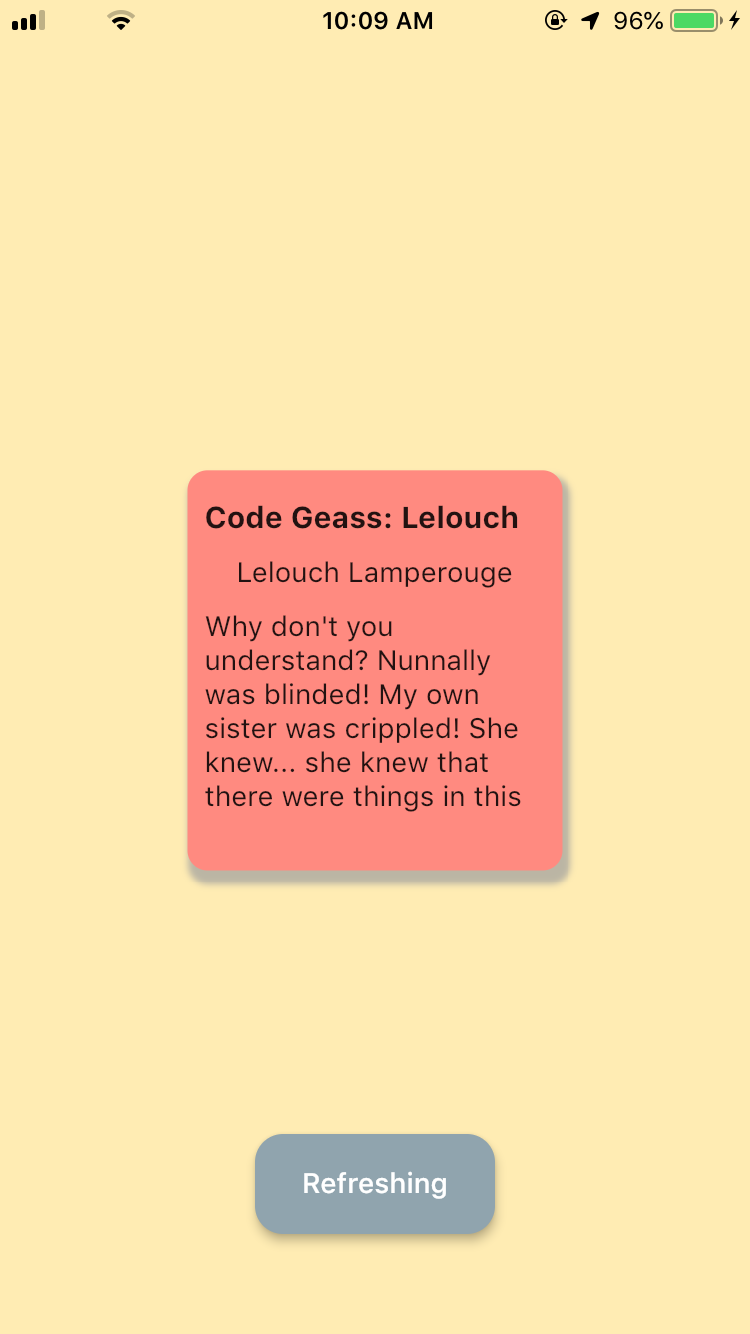 10:09 AM
96%
Code Geass: Lelouch
Lelouch Lamperouge
Why don't you
understand? Nunnally
was blinded! My own
sister was crippled! She
knew... she knew that
there were things in this
Refreshing